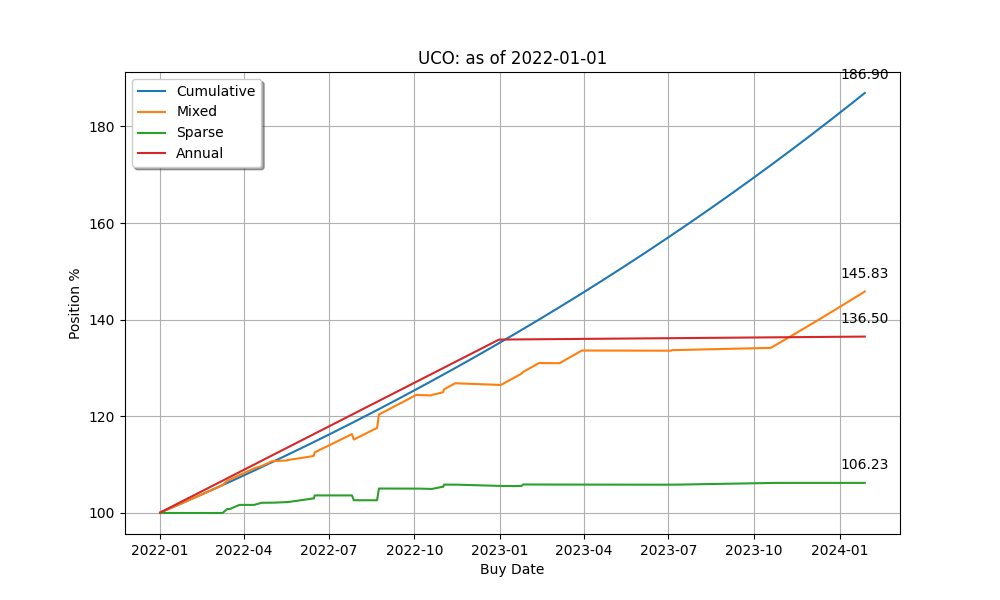 UCO: as of 2022-01-01
186.90
Cumulative
Mixed
Sparse
Annual
180
160
145.83
140
136.50
120
106.23
100
Position %
2022-01 2022-04 2022-07 2022-10 2023-01 2023-04 2023-07 2023-10 2024-01
Buy Date